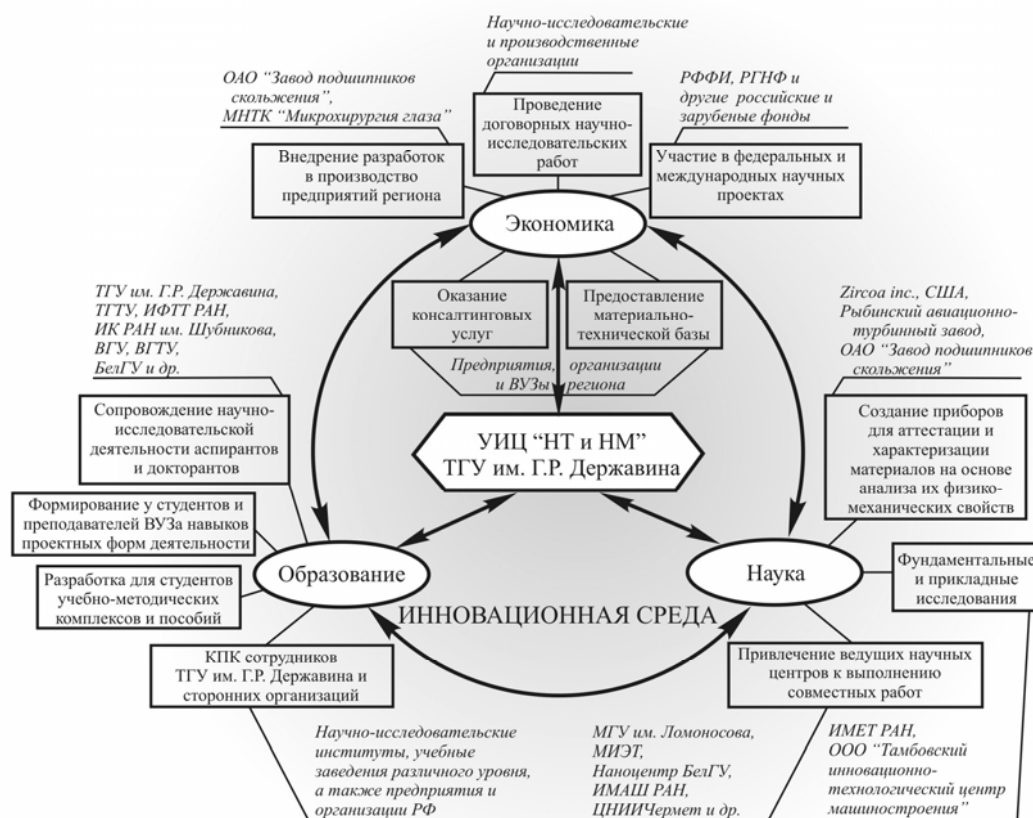 Научно-исследовательские
и производственные
организации
ОАО “Завод подшипников
скольжения”,
МНТК “Микрохирургия глаза”
РФФИ, РГНФ и
другие российские и
зарубеные фонды
Проведение
договорных научно-
исследовательских
работ
Внедрение разработок
в производство
предприятий региона
Участие в федеральных и
международных научных
проектах
Экономика
Оказание
консалтинговых
услуг
Предоставление
материально-
технической базы
Предприятия, организации
и ВУЗы региона
ТГУ им. Г.Р. Державина,
ТГТУ, ИФТТ РАН,
ИК РАН им. Шубникова,
ВГУ, ВГТУ,
БелГУ и др.
Zircoa inc., США,
Рыбинский авиационно-
турбинный завод,
ОАО “Завод подшипников
скольжения”
Сопровождение научно-
исследовательской
деятельности аспирантов
и докторантов
УИЦ “НТ и НМ”
ТГУ им. Г.Р. Державина
Создание приборов
для аттестации и
характеризации
материалов на основе
анализа их физико-
механических свойств
Формирование у студентов и
преподавателей ВУЗа навыков
проектных форм деятельности
Образование
Наука
Фундаментальные
и прикладные
исследования
Разработка для студентов
учебно-методических
комплексов и пособий
ИННОВАЦИОННАЯ СРЕДА
КПК сотрудников
ТГУ им. Г.Р. Державина и
сторонних организаций
Привлечение ведущих научных
центров к выполнению
совместных работ
Научно-исследовательские
институты, учебные
заведения различного уровня,
а также предприятия и
организации РФ
МГУ им. Ломоносова,
МИЭТ,
Наноцентр БелГУ,
ИМАШ РАН,
ЦНИИЧермет и др.
ИМЕТ РАН,
ООО “Тамбовский
инновационно-
технологический центр
машиностроения”